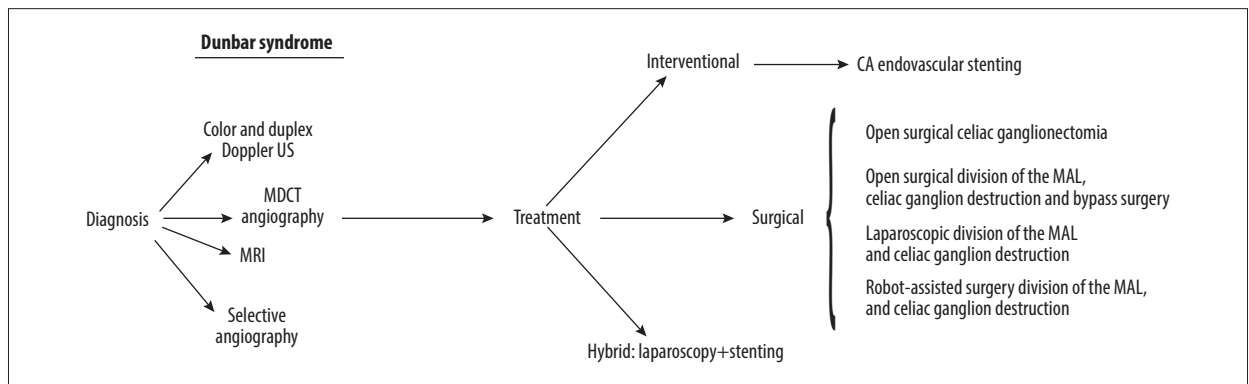 Dunbar syndrome
Diagnosis
Color and duplex
Doppler US
MDCT
angiography
MRI
Selective
angiography
Treatment
Interventional
CA endovascular stenting
Surgical
Open surgical celiac ganglionectomia
Open surgical division of the MAL,
celiac ganglion destruction and bypass surgery
Laparoscopic division of the MAL
and celiac ganglion destruction
Robot-assisted surgery division of the MAL,
and celiac ganglion destruction
Hybrid: laparoscopy+stenting